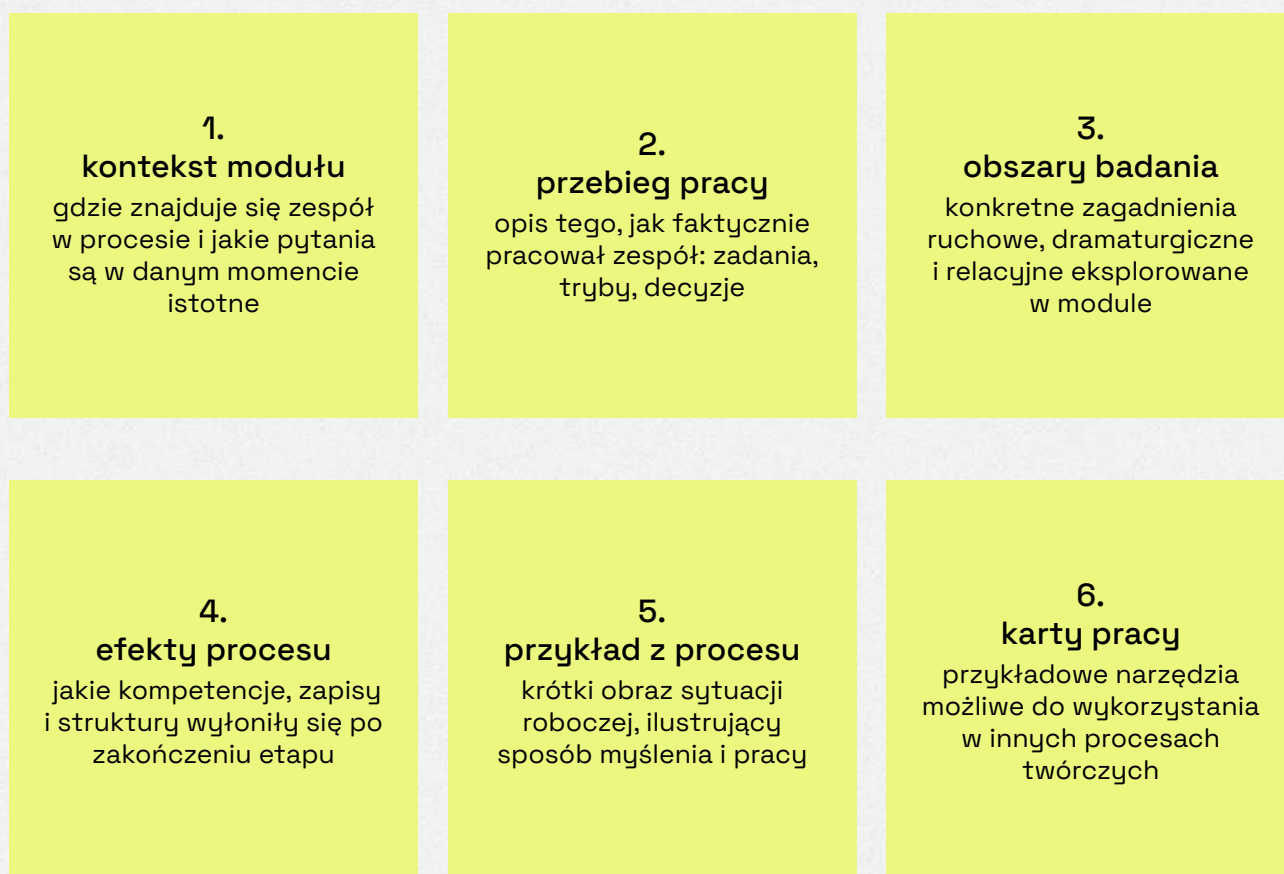 1.
kontekst modułu
gdzie znajduje się zespół
w procesie i jakie pytania
są w danym momencie
istotne
2.
przebieg pracy
opis tego, jak faktycznie
pracował zespół: zadania,
tryby, decyzje
3.
obszary badania
konkretne zagadnienia
ruchowe, dramaturgiczne
i relacyjne eksplorowane
w module
4.
efekty procesu
jakie kompetencje, zapisy
i struktury wyłoniły się po
zakończeniu etapu
5.
przykład z procesu
krótki obraz sytuacji
roboczej, ilustrujący
sposób myślenia i pracy
6.
karty pracy
przykładowe narzędzia
możliwe do wykorzystania
w innych procesach
twórczych